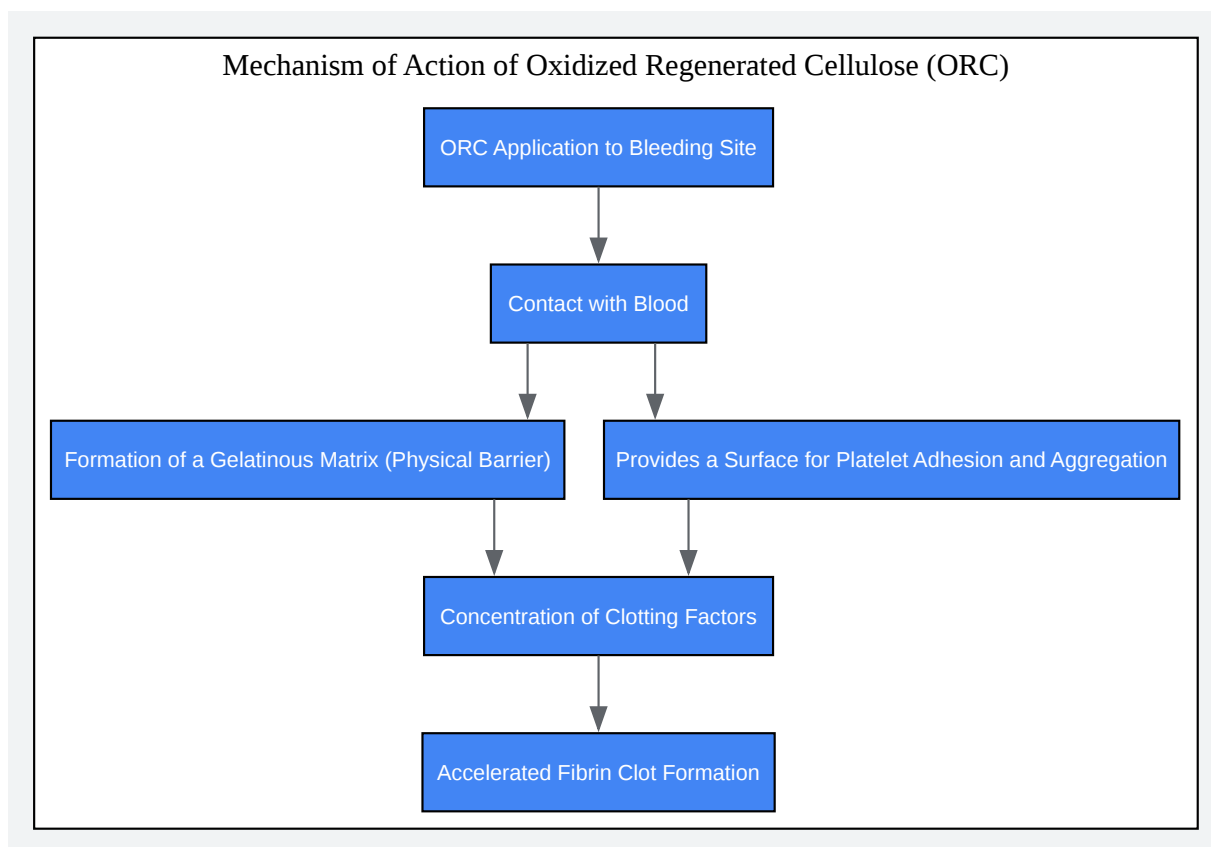 Mechanism of Action of Oxidized Regenerated Cellulose (ORC)
ORC Application to Bleeding Site
Contact with Blood
Formation of a Gelatinous Matrix (Physical Barrier)
Provides a Surface for Platelet Adhesion and Aggregation
Concentration of Clotting Factors
Accelerated Fibrin Clot Formation